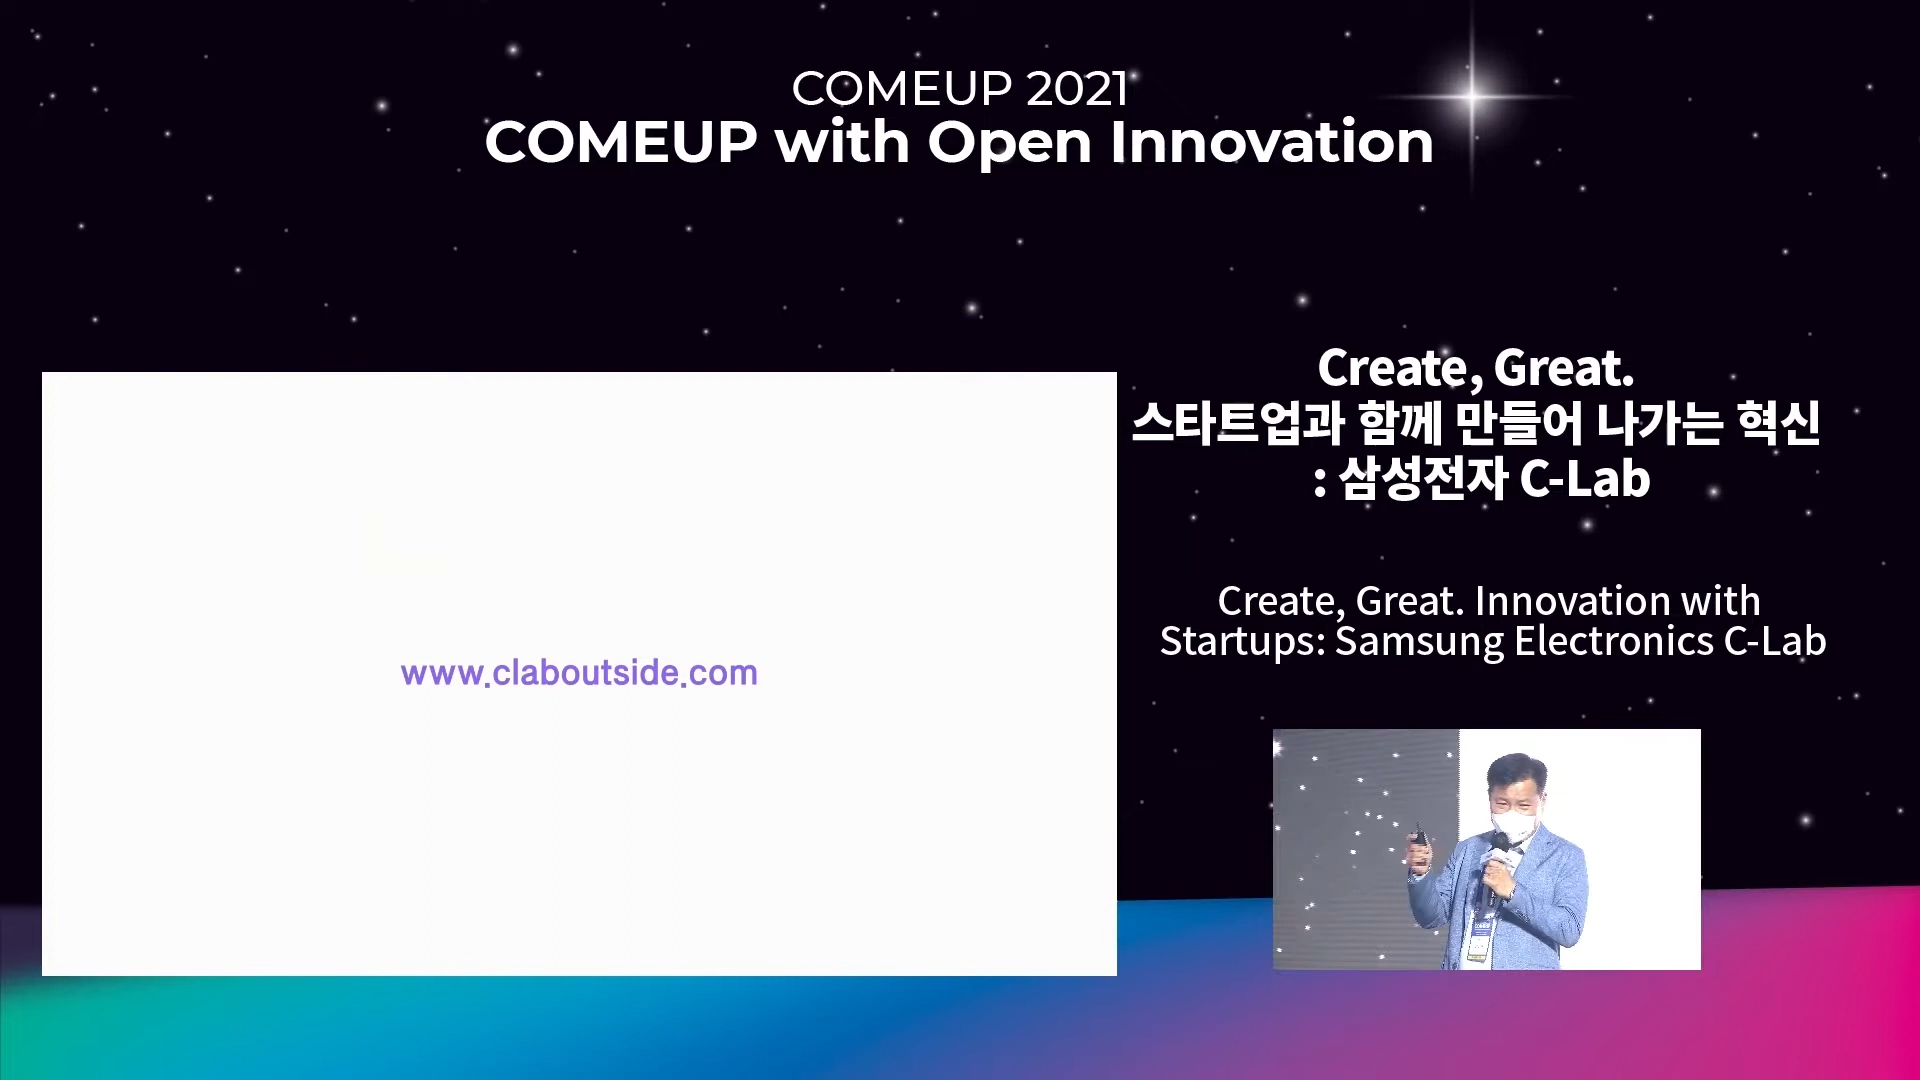 COMEUP 2021
COMEUP with Open Innovation
Create, Great.
스타트업과 함께 만들어 나가는 혁신
: 삼성전자 C-Lab
Create, Great. Innovation with
Startups: Samsung Electronics C-Lab
www.claboutside.com